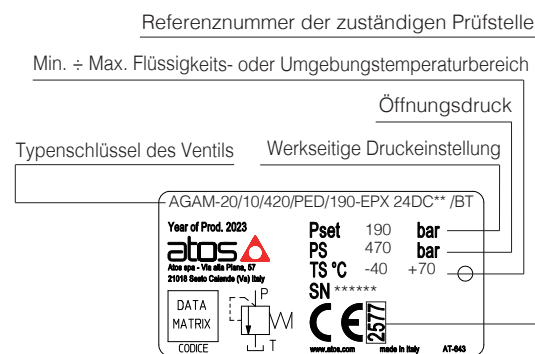 Referenznummer der zuständigen Prüfstelle
Min. ÷ Max. Flüssigkeits- oder Umgebungstemperaturbereich
Öffnungsdruck
Typenschlüssel des Ventils
Werkseitige Druckeinstellung
AGAM-20/10/420/PED/190-EPX 24DC** /BT
Year of Prod. 2023
atos
Atos spa - Via alla Piana, 57
21018 Sesto Calende (Va) Italy
Pset 190 bar
PS 470 bar
TS °C -40 +70
SN ******
DATA
MATRIX
CODICE
P
T
CE
2577
www.atos.com made in Italy AT-643